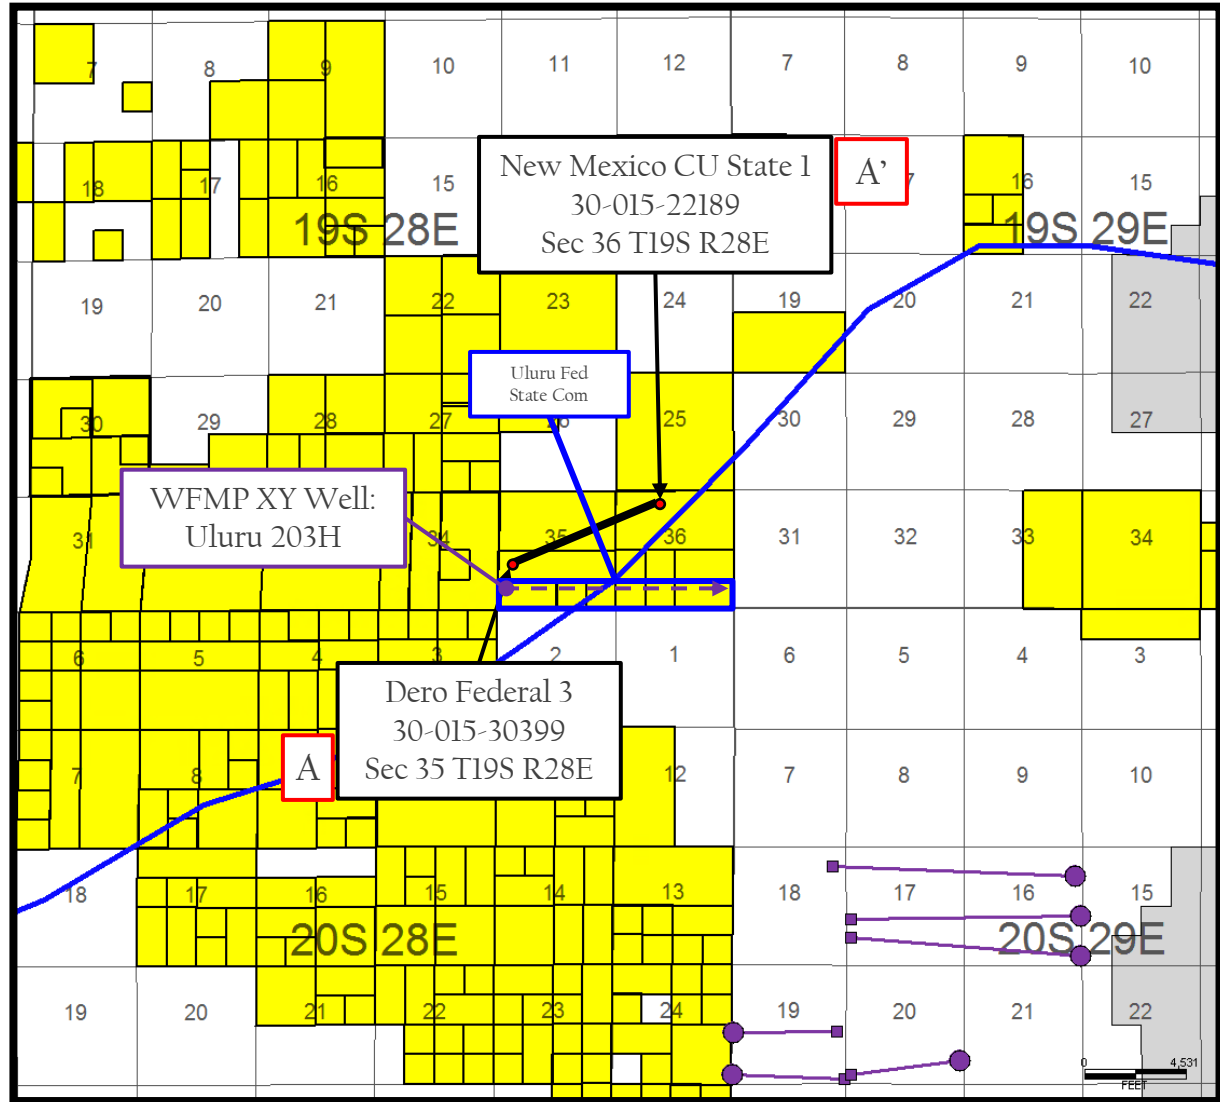 7 8 9 10 11 12 7 8 9 10
New Mexico CU State 1
30-015-22189
Sec 36 T19S R28E
A'
18 17 16 15 7 16 15
19S 28E 19S 29E
19 20 21 22 23 24 19 20 21 22
Uluru Fed
State Com
30 29 28 27 26 25 30 29 28 27
WFMP XY Well:
Uluru 203H
31 34 35 36 31 32 33 34
6 5 4 3 2 1 6 5 4 3
Dero Federal 3
30-015-30399
Sec 35 T19S R28E
A
7 8 12 7 8 9 10
18 17 16 15 14 13 18 17 16 15
20S 28E 20S 29E
19 20 21 22 23 24 19 20 21 22
0 4,531
FEET